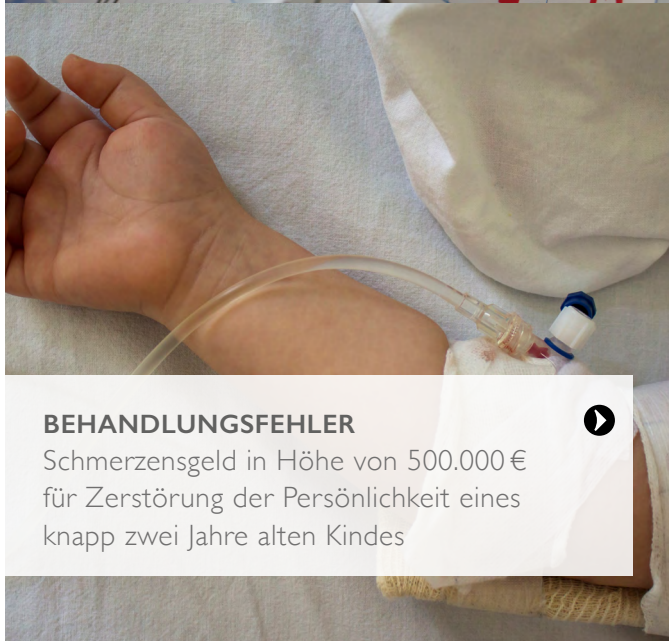 BEHANDLUNGSFEHLER
Schmerzensgeld in Höhe von 500.000 €
für Zerstörung der Persönlichkeit eines
knapp zwei Jahre alten Kindes